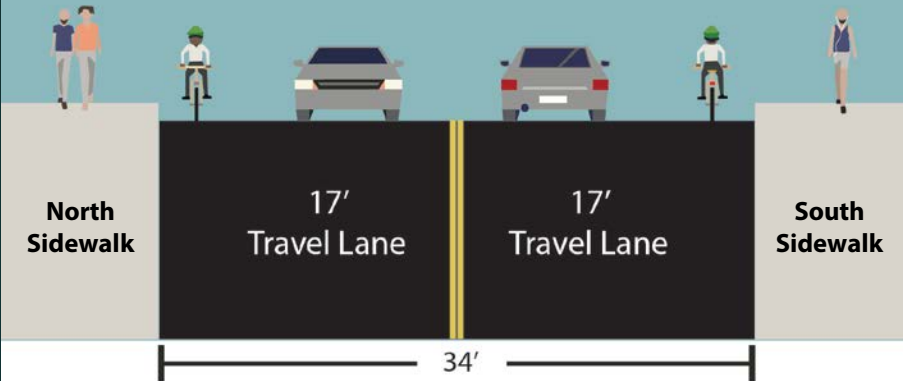 North
Sidewalk
17′
Travel Lane
17′
Travel Lane
South
Sidewalk
34′